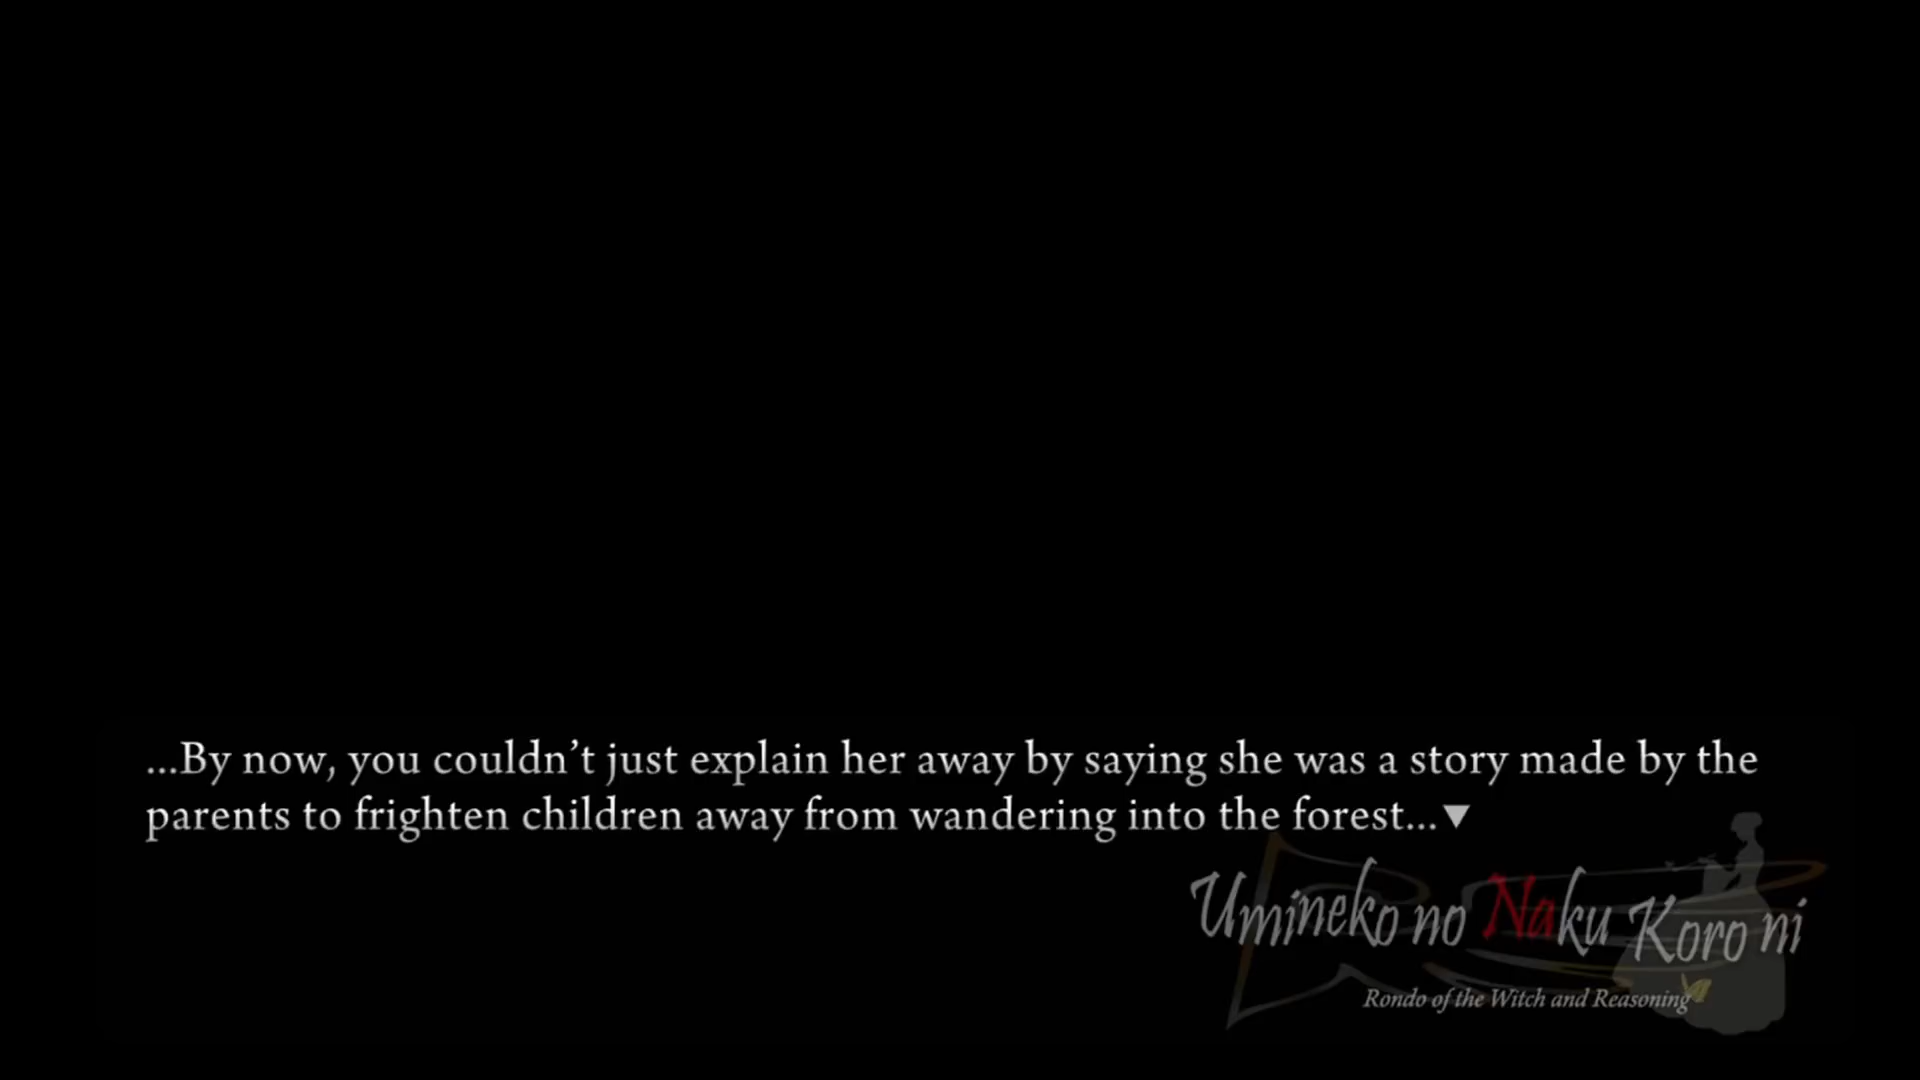 ...By now, you couldn’t just explain her away by saying she was a story made by the
parents to frighten children away from wandering into the forest...▼
Umineko no Naku Koro ni
Rondo of the Witch and Reasoning